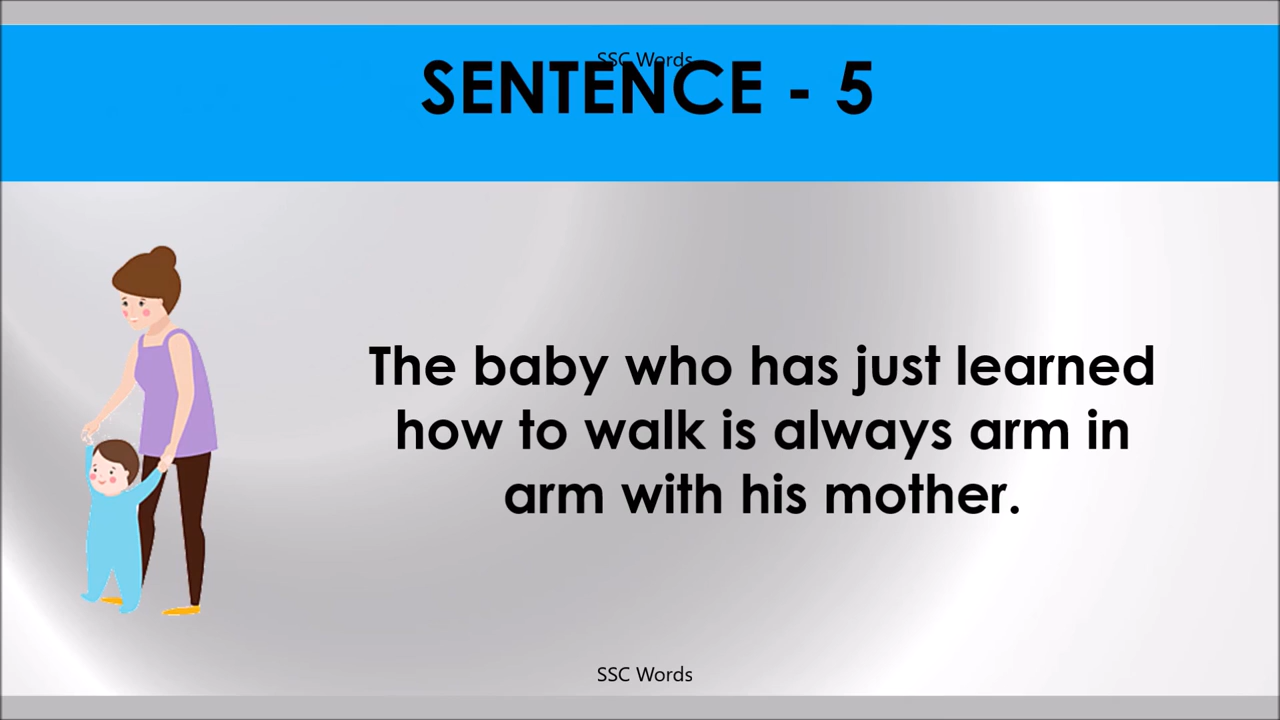 SSC Words
SENTENCE - 5
The baby who has just learned
how to walk is always arm in
arm with his mother.
SSC Words